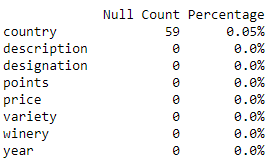 Null Count Percentage
country 59 0.05%
description 0 0.0%
designation 0 0.0%
points 0 0.0%
price 0 0.0%
variety 0 0.0%
winery 0 0.0%
year 0 0.0%